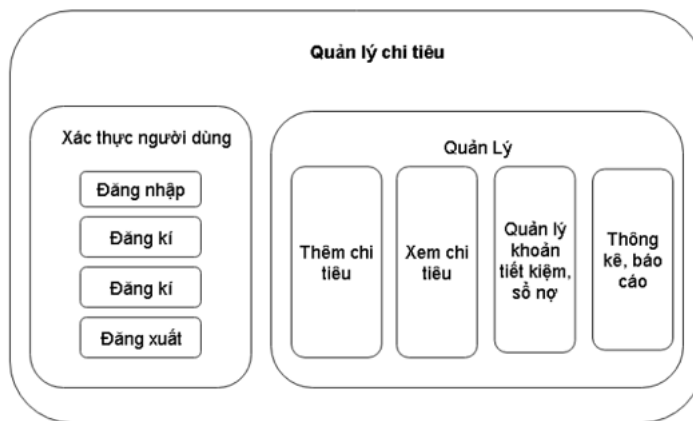 Quản lý chi tiêu
Xác thực người dùng
Đăng nhập
Đăng kí
Đăng kí
Đăng xuất
Quản Lý
Thêm chi
tiêu
Xem chi
tiêu
Quản lý
khoản
tiết kiệm,
sổ nợ
Thông
kê, báo
cáo